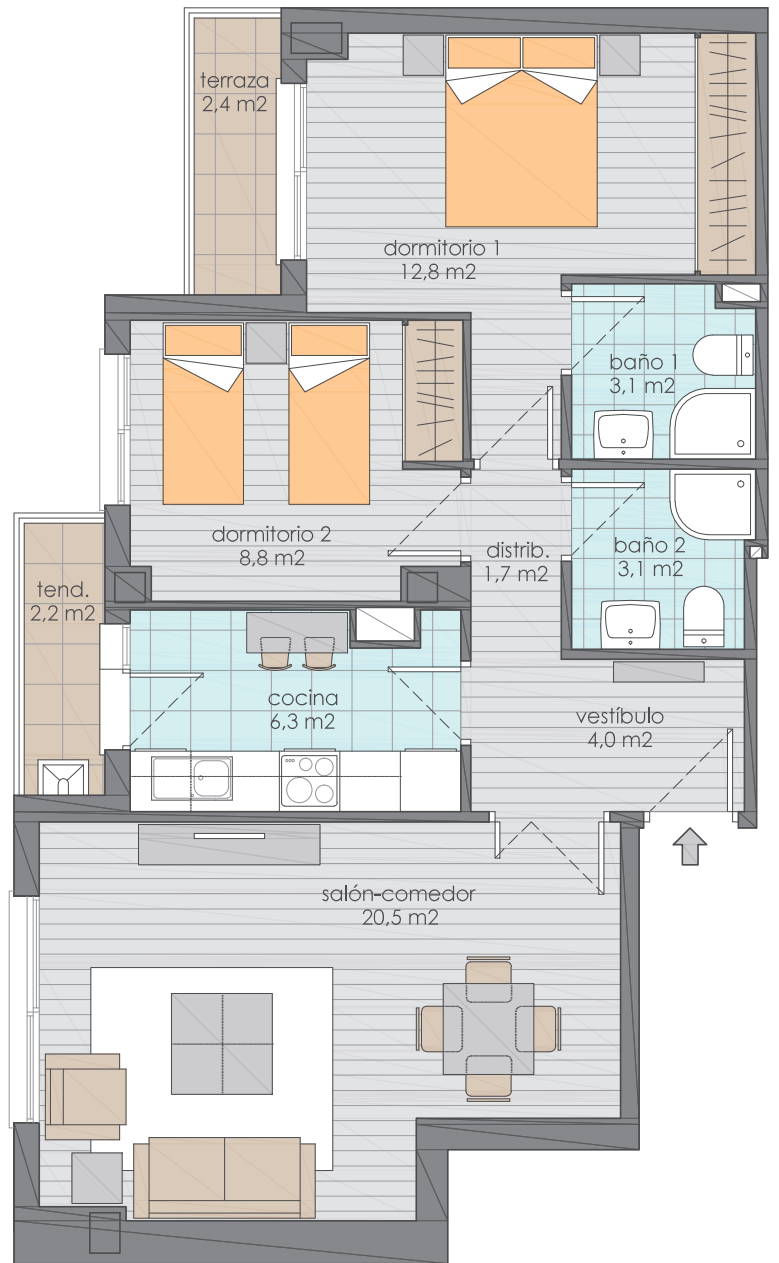 terraza
2,4 m2
dormitorio 1
12,8 m2
baño 1
3,1 m2
dormitorio 2
8,8 m2
distrib.
1,7 m2
baño 2
3,1 m2
tend.
2,2 m2
cocina
6,3 m2
vestíbulo
4,0 m2
salón-comedor
20,5 m2